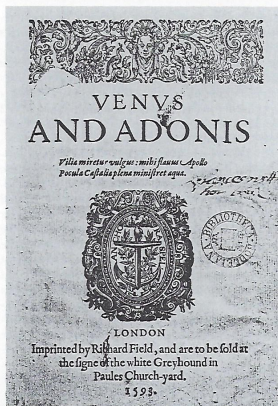 VENVS
AND ADONIS
Vilia miretur vulgus: mihi flauus Apollo
Pocula Castalia plena ministret aqua.
LONDON
Imprinted by Richard Field, and are to be sold at
the signe of the white Greyhound in
Paules Church-yard.
1593.